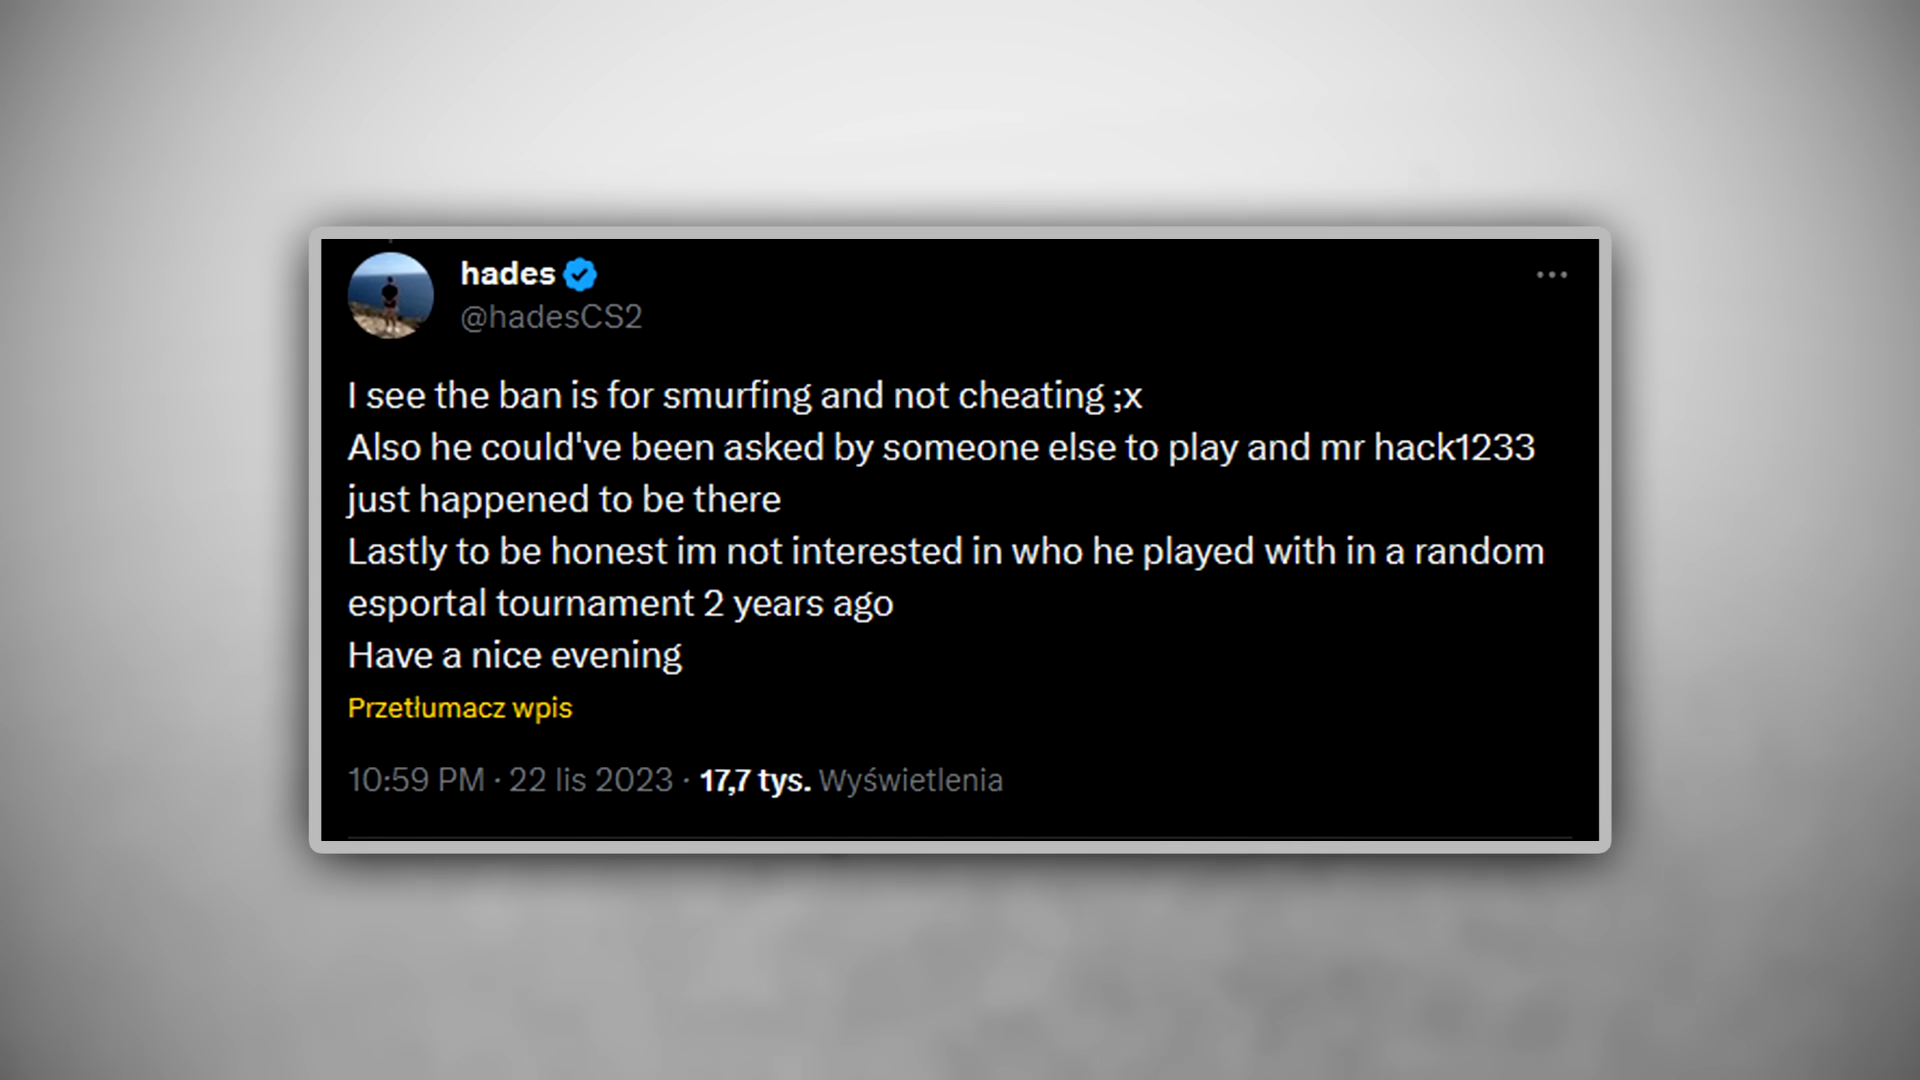 hades
@hadesCS2
I see the ban is for smurfing and not cheating ;x
Also he could've been asked by someone else to play and mr hack1233
just happened to be there
Lastly to be honest im not interested in who he played with in a random
esportal tournament 2 years ago
Have a nice evening
Przetłumacz wpis
10:59 PM · 22 lis 2023 · 17,7 tys. Wyświetlenia